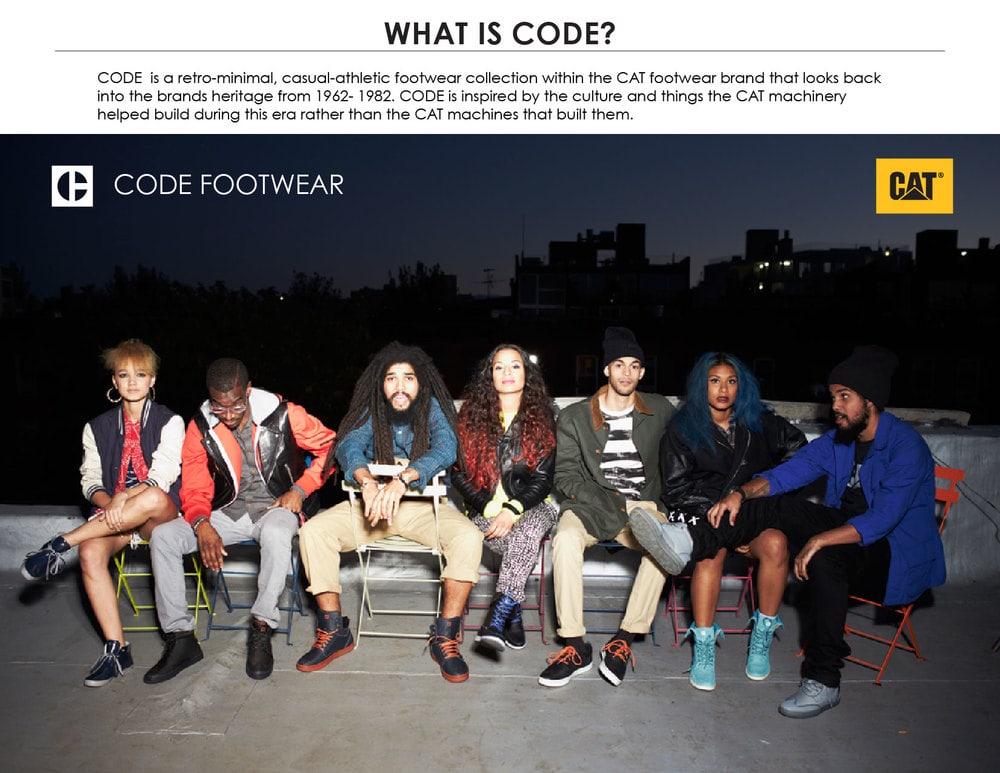 WHAT IS CODE?
CODE is a retro-minimal, casual-athletic footwear collection within the CAT footwear brand that looks back
into the brands heritage from 1962- 1982. CODE is inspired by the culture and things the CAT machinery
helped build during this era rather than the CAT machines that built them.
C CODE FOOTWEAR
CAT®